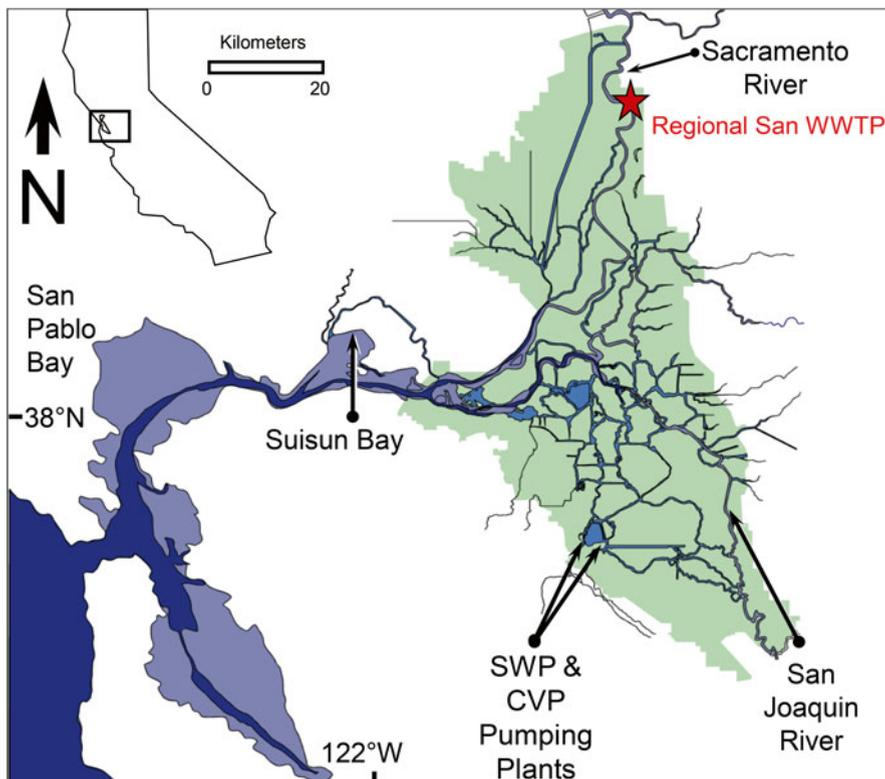 Kilometers
0 20
N
Sacramento
River
Regional San WWTP
San
Pablo
Bay
38°N
Suisun Bay
122°W
SWP &
CVP
Pumping
Plants
San
Joaquin
River